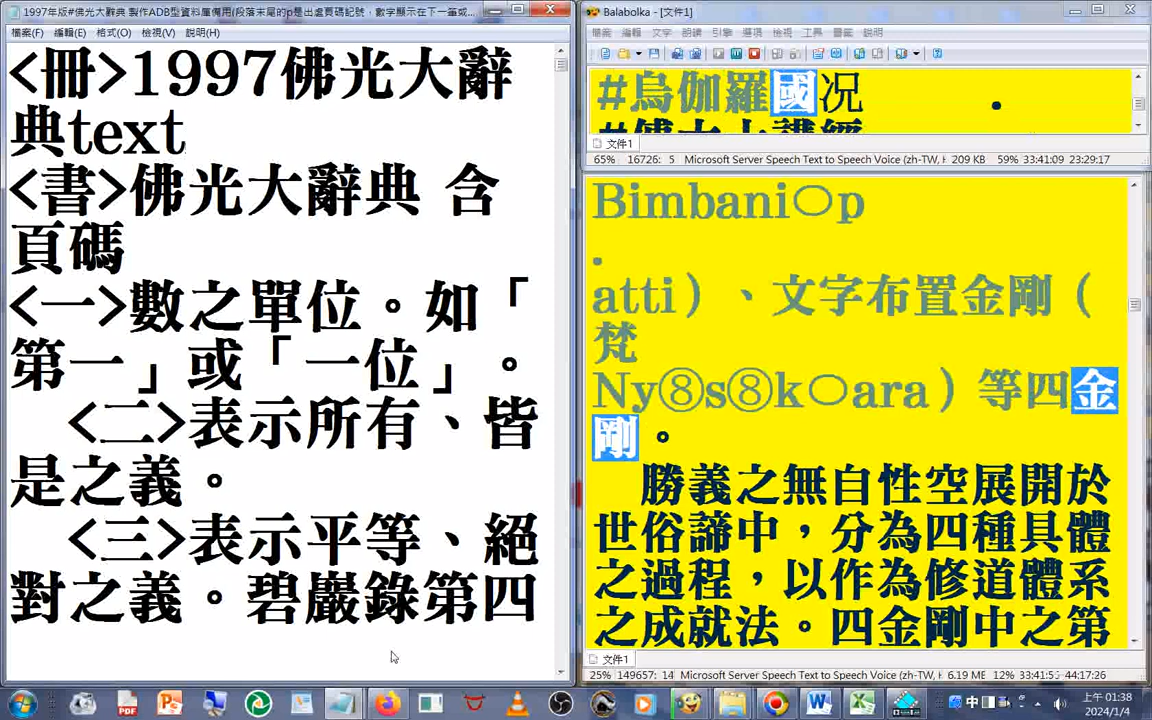 1997年版#佛光大辭典 製作ADB型資料庫備用(段落末尾的p是出處頁碼記號，數字顯示在下一筆或...
檔案(F) 編輯(E) 格式(O) 檢視(V) 說明(H)
<冊>1997佛光大辭
典text
<書>佛光大辭典 含
頁碼
<一>數之單位。如「
第一」或「一位」。
<二>表示所有、皆
是之義。
<三>表示平等、絕
對之義。碧巖錄第四
Balabolka - [文件1]
檔案 編輯 文字 朗讀 引擎 選項 檢視 工具 書籤 說明
#烏伽羅國况 .
#傅大士講經
文件1
65% 16726: 5 Microsoft Server Speech Text to Speech Voice (zh-TW, H 209 KB 59% 33:41:09 23:29:17
Bimbani○p
.
atti）、文字布置金剛（
梵
Ny⑧s⑧k○ara）等四金
剛。
勝義之無自性空展開於
世俗諦中，分為四種具體
之過程，以作為修道體系
之成就法。四金剛中之第
文件1
25% 149657: 14 Microsoft Server Speech Text to Speech Voice (zh-TW, H 6.19 MB 12% 33:41:55 44:17:26
中
上午 01:38
2024/1/4